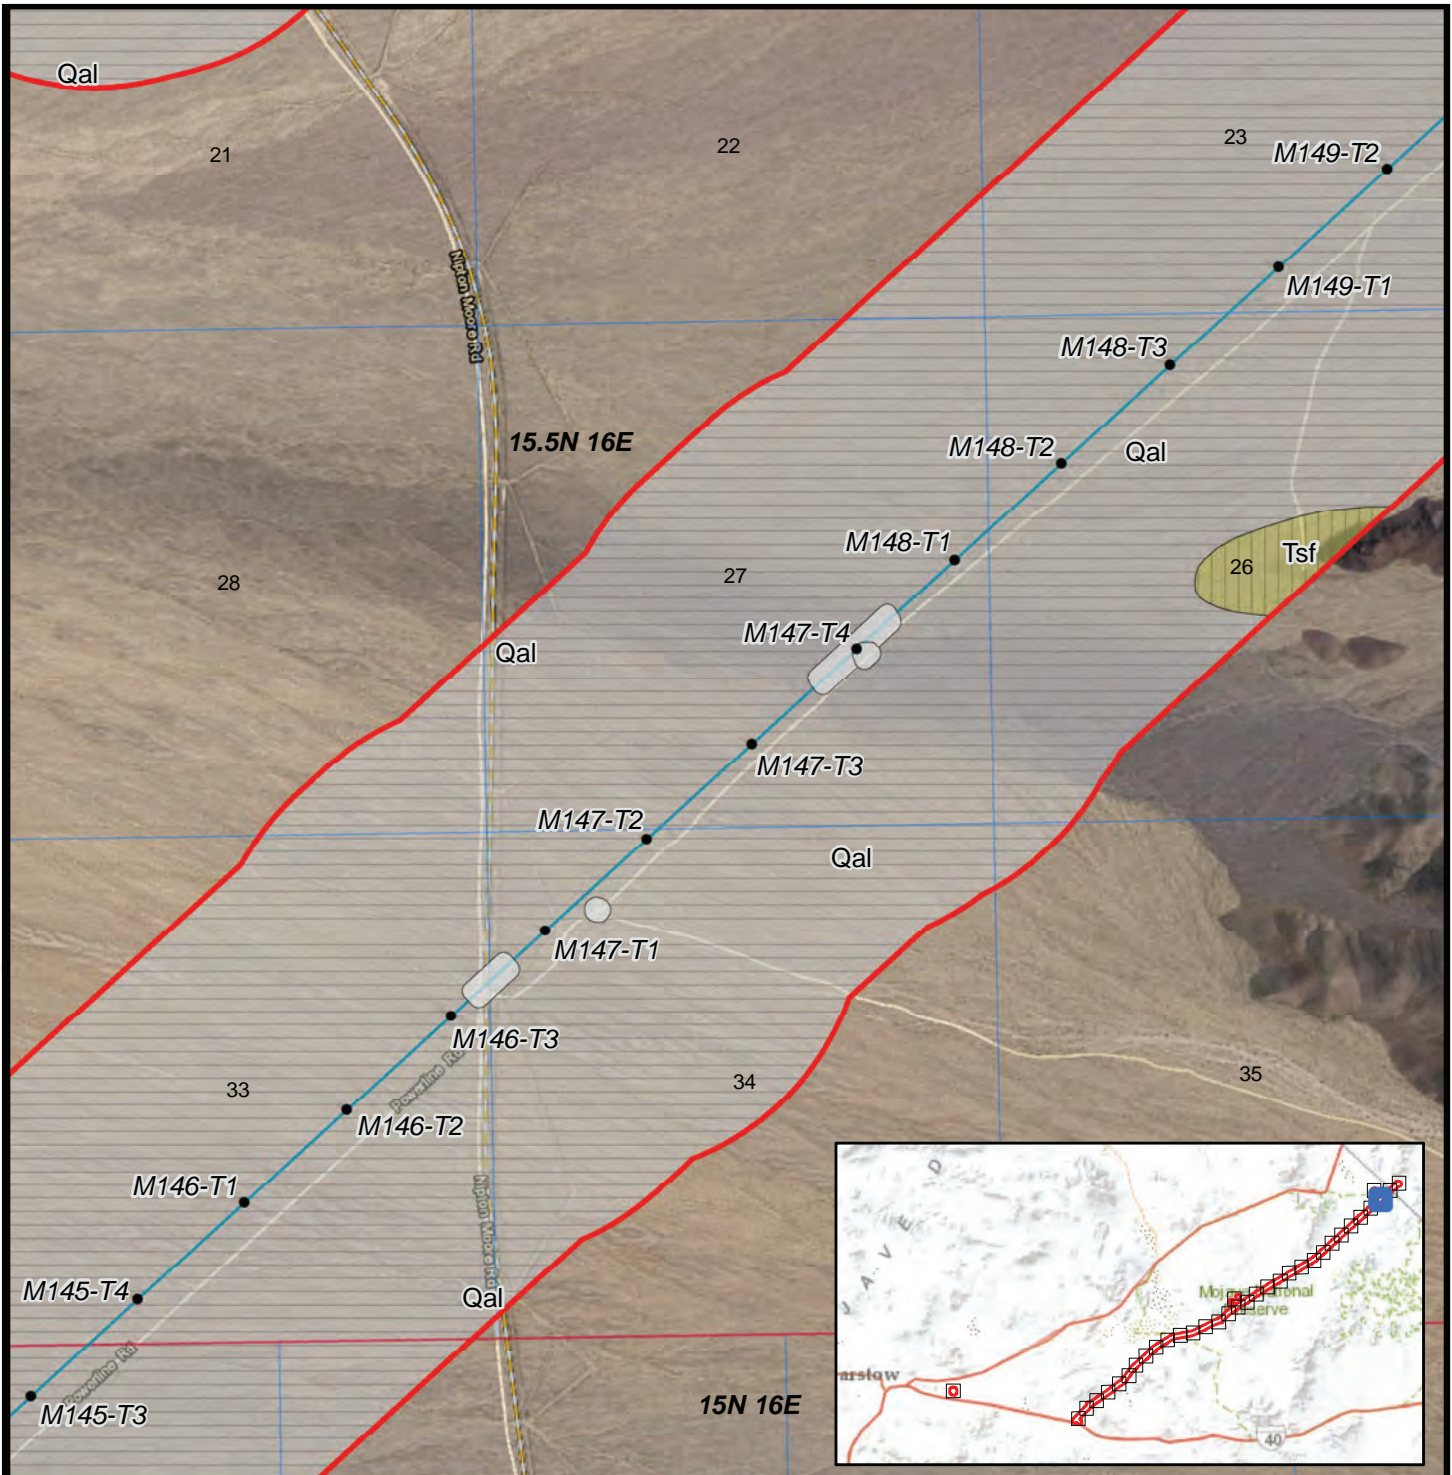 Qal
21
22
23
M149-T2
Nipton Moore Rd
M149-T1
M148-T3
15.5N 16E
M148-T2
Qal
M148-T1
Tsf
26
28
27
M147-T4
Qal
M147-T3
M147-T2
Qal
M147-T1
M146-T3
Powerline Rd
33
34
35
M146-T2
M146-T1
Nipton Moore Rd
M145-T4
Qal
Powerline Rd
M145-T3
15N 16E
J A V E D
arstow
40